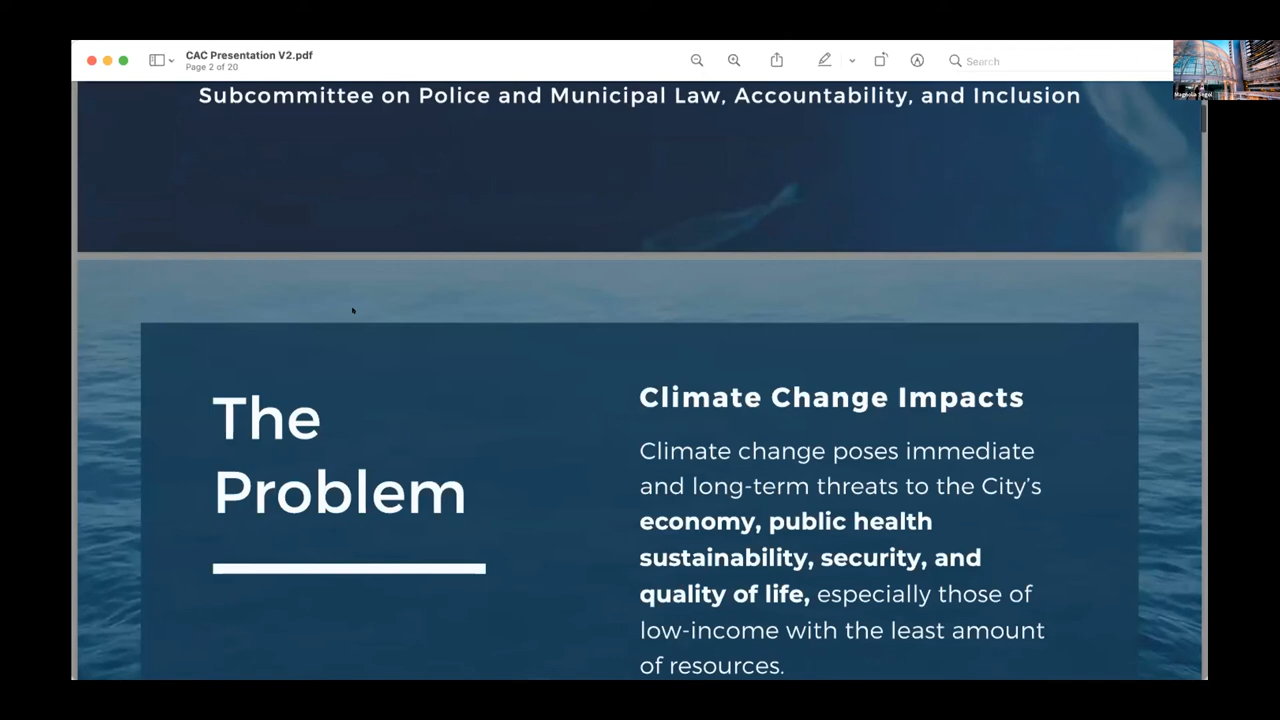 CAC Presentation V2.pdf
Page 2 of 20
Search
Subcommittee on Police and Municipal Law, Accountability, and Inclusion
The
Problem
Climate Change Impacts
Climate change poses immediate
and long-term threats to the City’s
economy, public health
sustainability, security, and
quality of life, especially those of
low-income with the least amount
of resources.